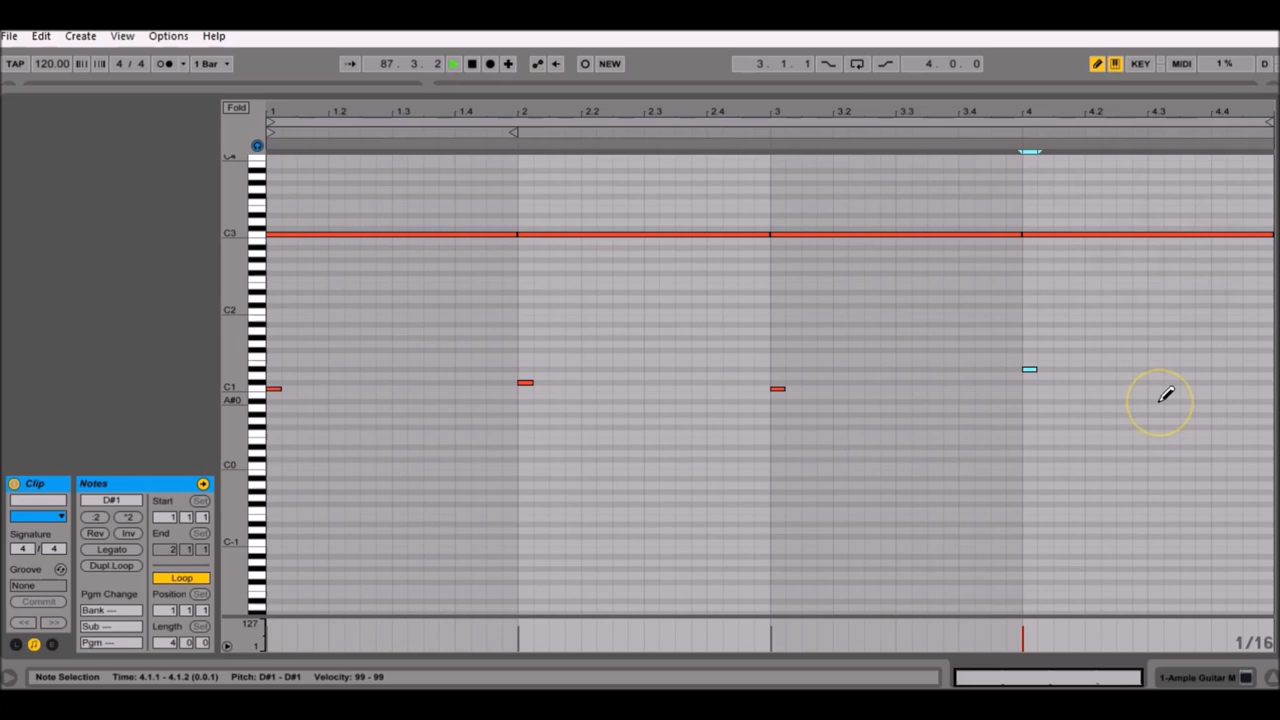 File Edit Create View Options Help
TAP 120.00 4 / 4 1 Bar 87. 3. 2 NEW 3. 1. 1 4. 0. 0 KEY MIDI 1 % D
Fold 1 1.2 1.3 1.4 2 2.2 2.3 2.4 3 3.2 3.3 3.4 4 4.2 4.3 4.4
C4
C3
C2
C1
A#0
C0
C-1
Clip
Signature
4 / 4
Groove
None
Commit
<< >>
Notes
D#1
:2 *2
Rev Inv
Legato
Dupl.Loop
Pgm Change
Bank ---
Sub ---
Pgm ---
Start Set
1 1 1
End Set
2 1 1
Loop
Position Set
1 1 1
Length Set
4 0 0
127
1
1/16
Note Selection Time: 4.1.1 - 4.1.2 (0.0.1) Pitch: D#1 - D#1 Velocity: 99 - 99
1-Ample Guitar M